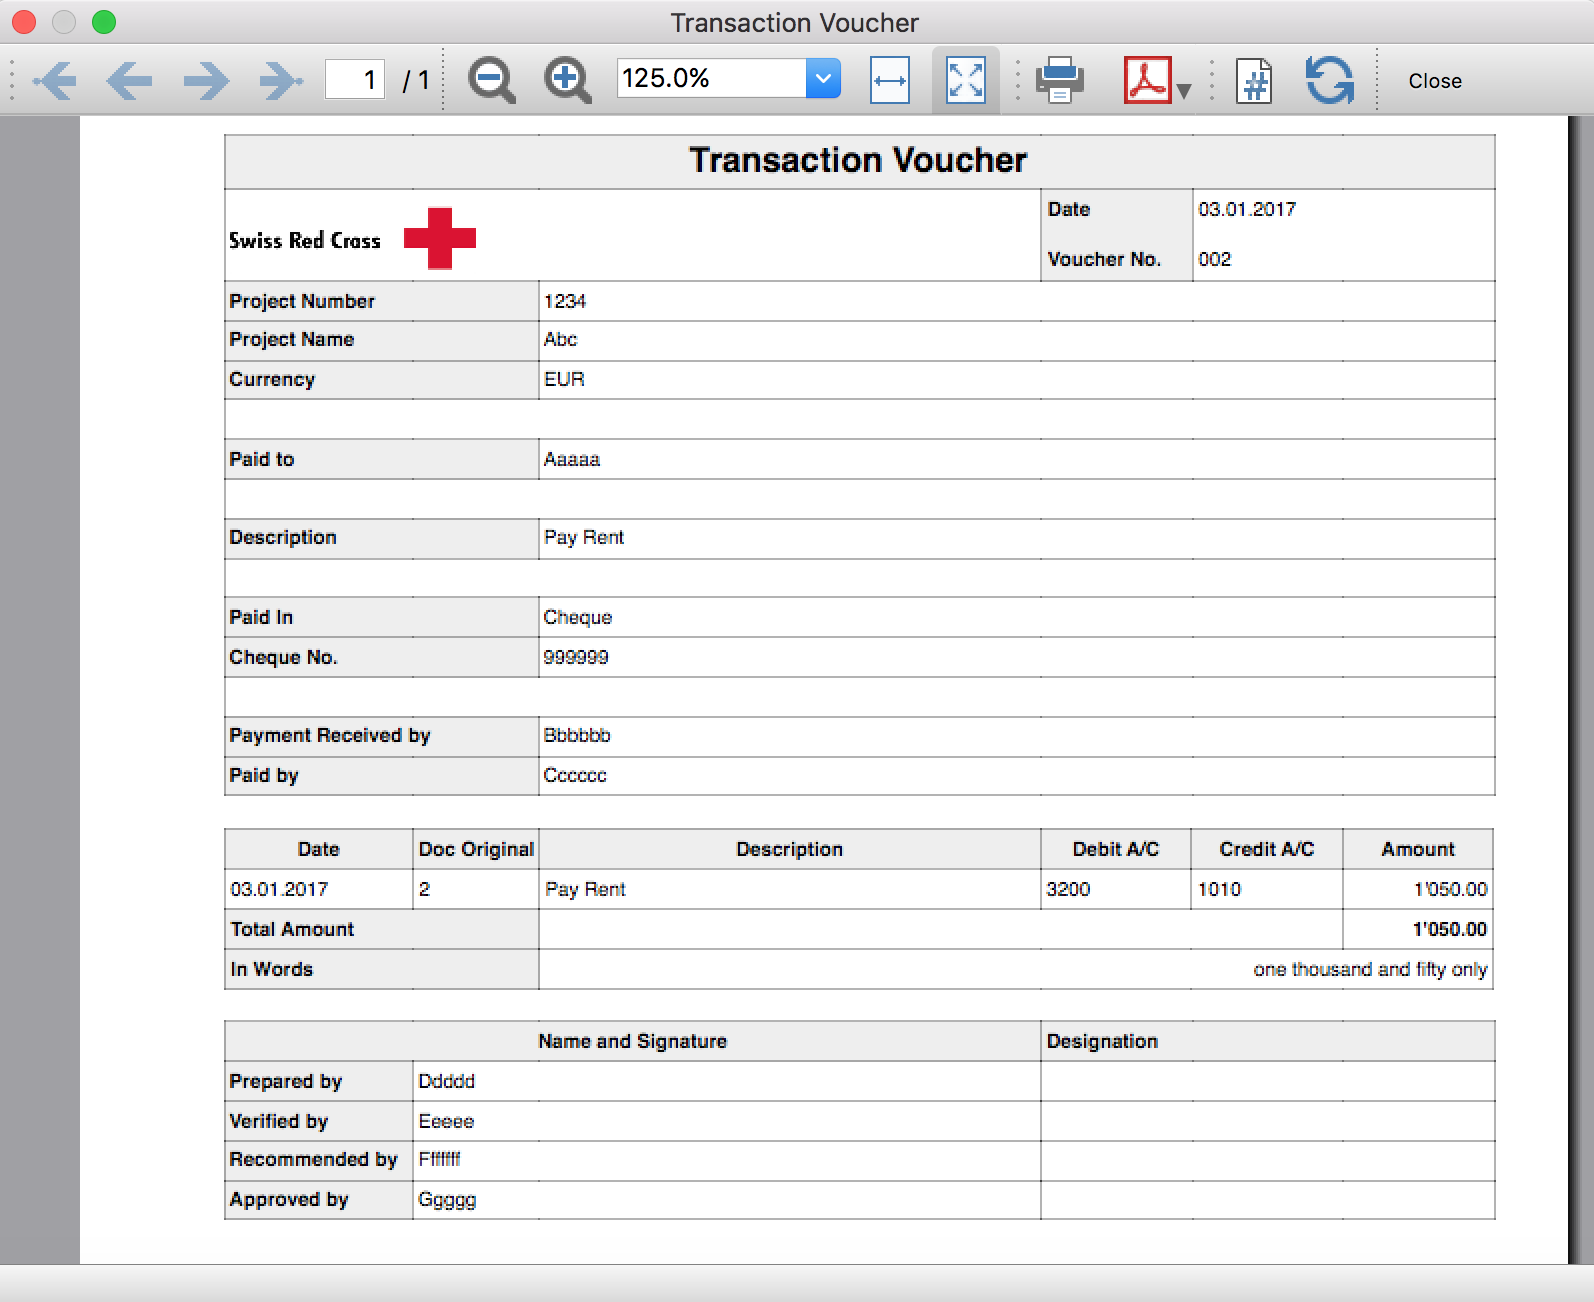 Transaction Voucher
1 / 1 125.0% Close
Transaction Voucher
Swiss Red Cross
Date 03.01.2017
Voucher No. 002
Project Number 1234
Project Name Abc
Currency EUR
Paid to Aaaaa
Description Pay Rent
Paid In Cheque
Cheque No. 999999
Payment Received by Bbbbbb
Paid by Cccccc
Date Doc Original Description Debit A/C Credit A/C Amount
03.01.2017 2 Pay Rent 3200 1010 1'050.00
Total Amount 1'050.00
In Words one thousand and fifty only
Name and Signature Designation
Prepared by Ddddd
Verified by Eeeee
Recommended by Fffffff
Approved by Ggggg